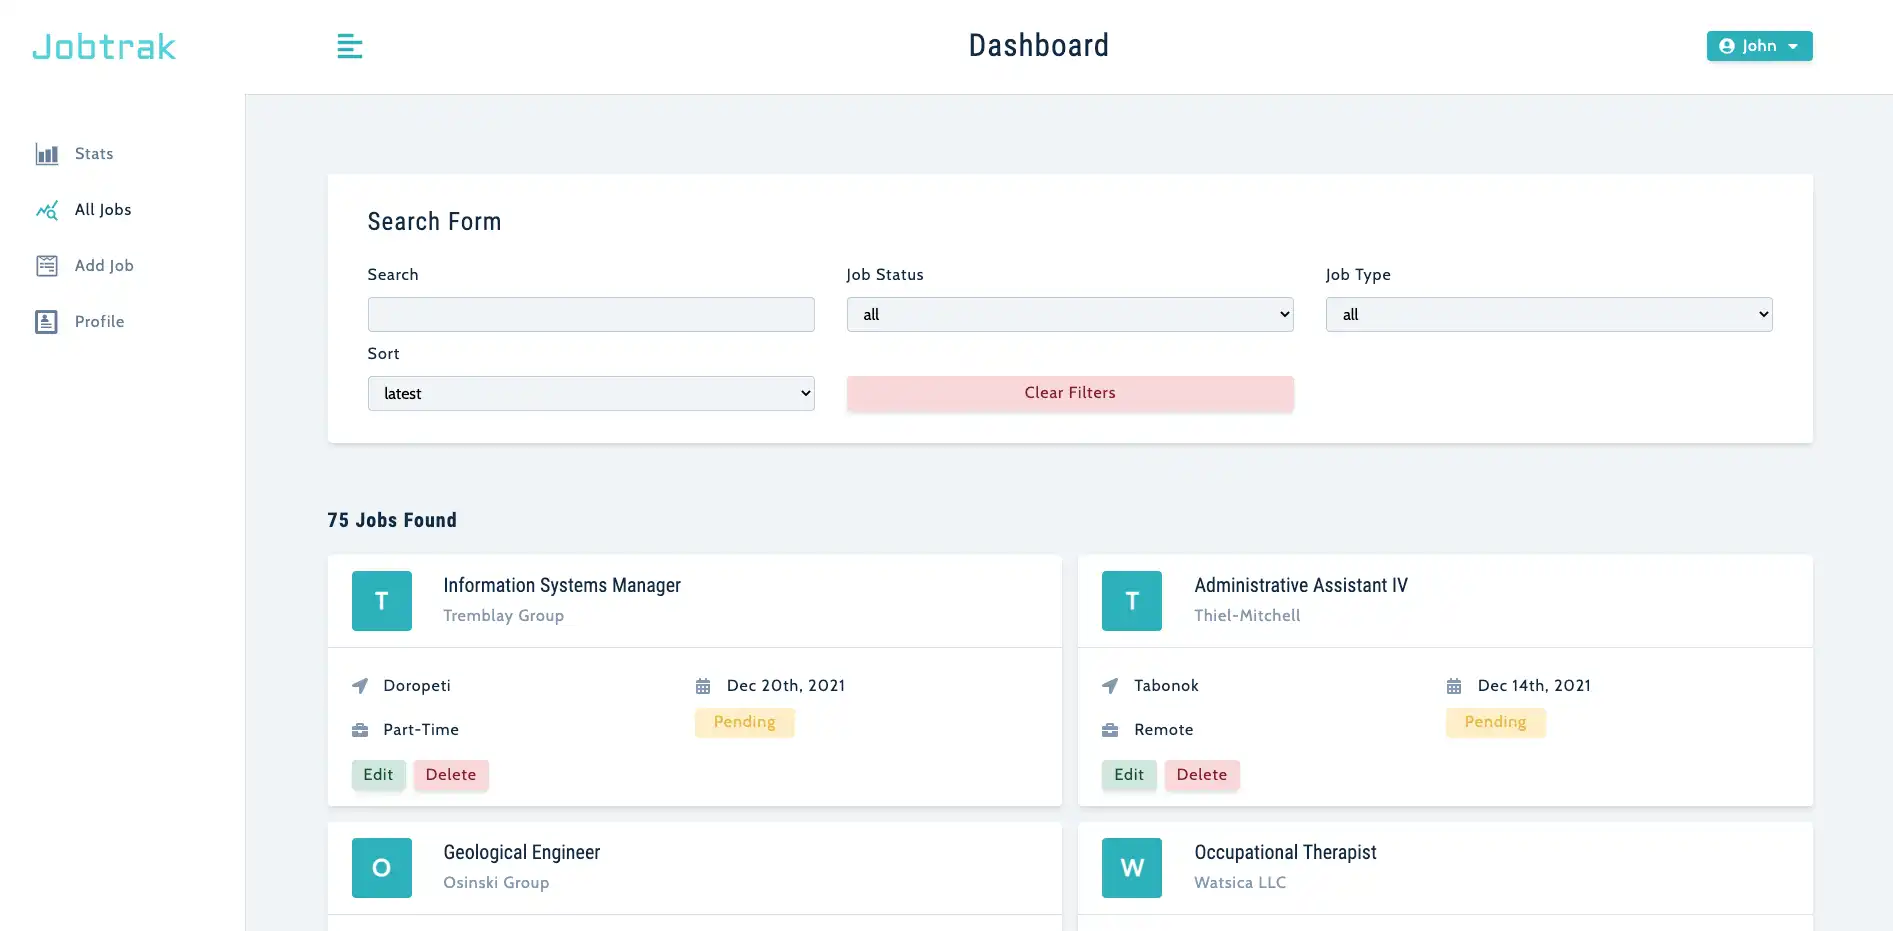 Jobtrak
Dashboard
John
Stats
All Jobs
Add Job
Profile
Search Form
Search
Job Status
Job Type
all
all
Sort
latest
Clear Filters
75 Jobs Found
T
Information Systems Manager
Tremblay Group
Doropeti
Dec 20th, 2021
Part-Time
Pending
Edit
Delete
T
Administrative Assistant IV
Thiel-Mitchell
Tabonok
Dec 14th, 2021
Remote
Pending
Edit
Delete
O
Geological Engineer
Osinski Group
W
Occupational Therapist
Watsica LLC